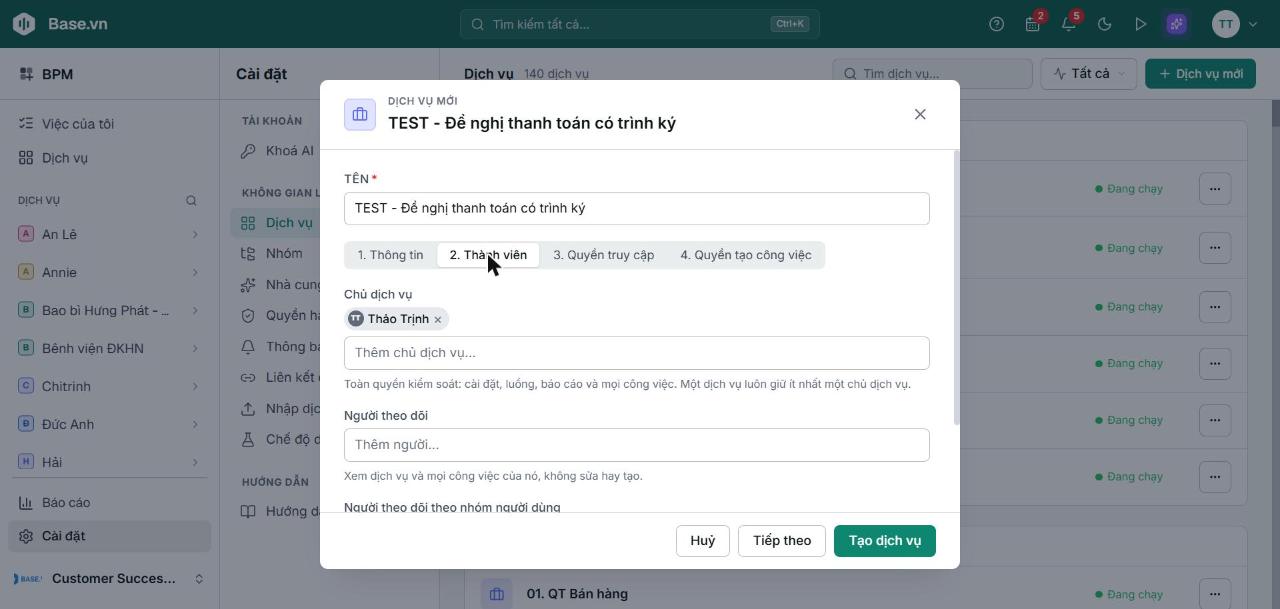 Base.vn
Tìm kiếm tất cả...
Ctrl+K
2
5
TT
BPM
Việc của tôi
Dịch vụ
DỊCH VỤ
A An Lê
A Annie
B Bao bì Hưng Phát - ...
B Bệnh viện ĐKHN
C Chitrinh
Đ Đức Anh
H Hải
Báo cáo
Cài đặt
BASE.V Customer Succes...
Cài đặt
TÀI KHOẢN
Khoá AI
KHÔNG GIAN L
Dịch vụ
Nhóm
Nhà cung
Quyền h
Thông b
Liên kết
Nhập dịc
Chế độ
HƯỚNG DẪN
Hướng d
Dịch vụ 140 dịch vụ
Tìm dịch vụ...
Tất cả
+ Dịch vụ mới
Đang chạy
Đang chạy
Đang chạy
Đang chạy
Đang chạy
Đang chạy
01. QT Bán hàng
Đang chạy
DỊCH VỤ MỚI
TEST - Đề nghị thanh toán có trình ký
TÊN *
TEST - Đề nghị thanh toán có trình ký
1. Thông tin
2. Thành viên
3. Quyền truy cập
4. Quyền tạo công việc
Chủ dịch vụ
TT Thảo Trịnh ×
Thêm chủ dịch vụ...
Toàn quyền kiểm soát: cài đặt, luồng, báo cáo và mọi công việc. Một dịch vụ luôn giữ ít nhất một chủ dịch vụ.
Người theo dõi
Thêm người...
Xem dịch vụ và mọi công việc của nó, không sửa hay tạo.
Người theo dõi theo nhóm người dùng
Huỷ
Tiếp theo
Tạo dịch vụ